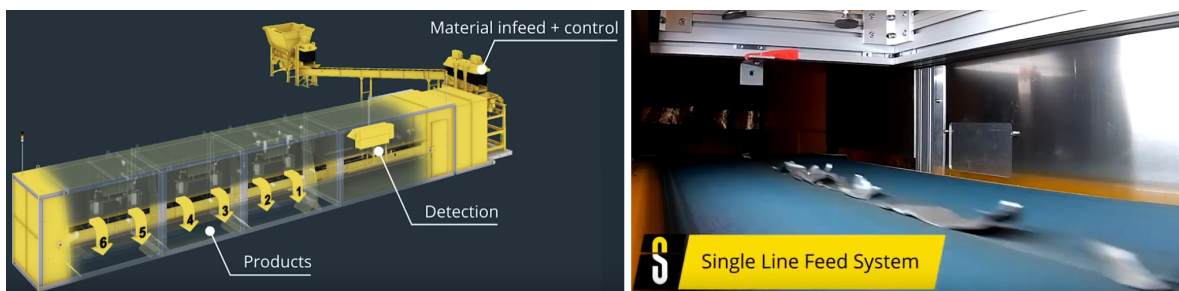 Material infeed + control
Detection
Products
6
5
4
3
2
1
S
Single Line Feed System